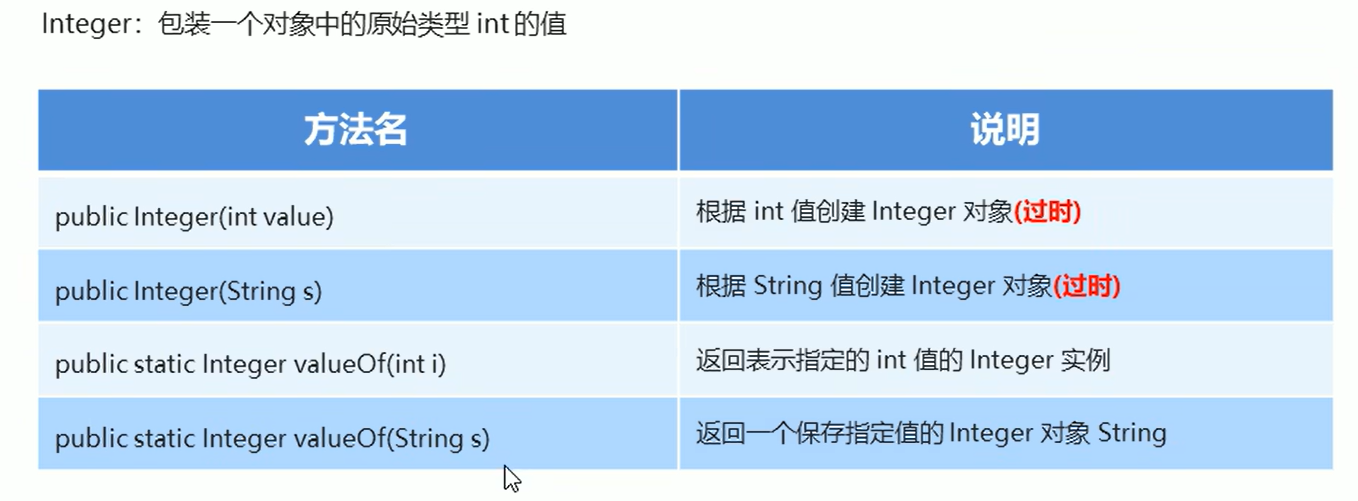 Integer：包装一个对象中的原始类型 int 的值
方法名
说明
public Integer(int value)
根据 int 值创建 Integer 对象(过时)
public Integer(String s)
根据 String 值创建 Integer 对象(过时)
public static Integer valueOf(int i)
返回表示指定的 int 值的 Integer 实例
public static Integer valueOf(String s)
返回一个保存指定值的 Integer 对象 String